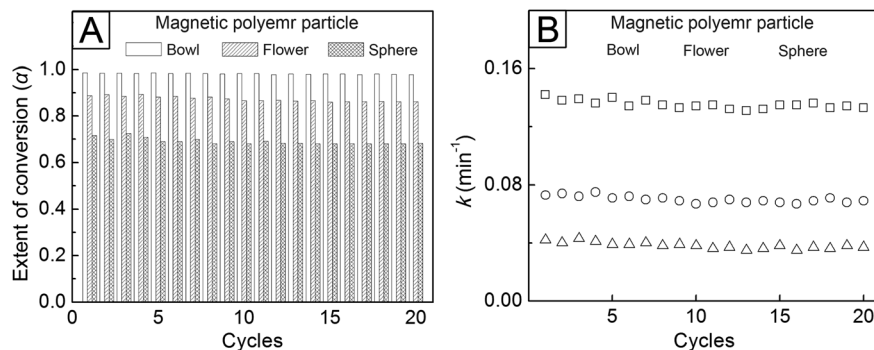 A
Magnetic polyemr particle
Bowl Flower Sphere
Extent of conversion (α)
1.0
0.8
0.6
0.4
0.2
0.0
0 5 10 15 20
Cycles
B
Magnetic polyemr particle
Bowl Flower Sphere
k (min⁻¹)
0.16
0.08
0.00
0 5 10 15 20
Cycles